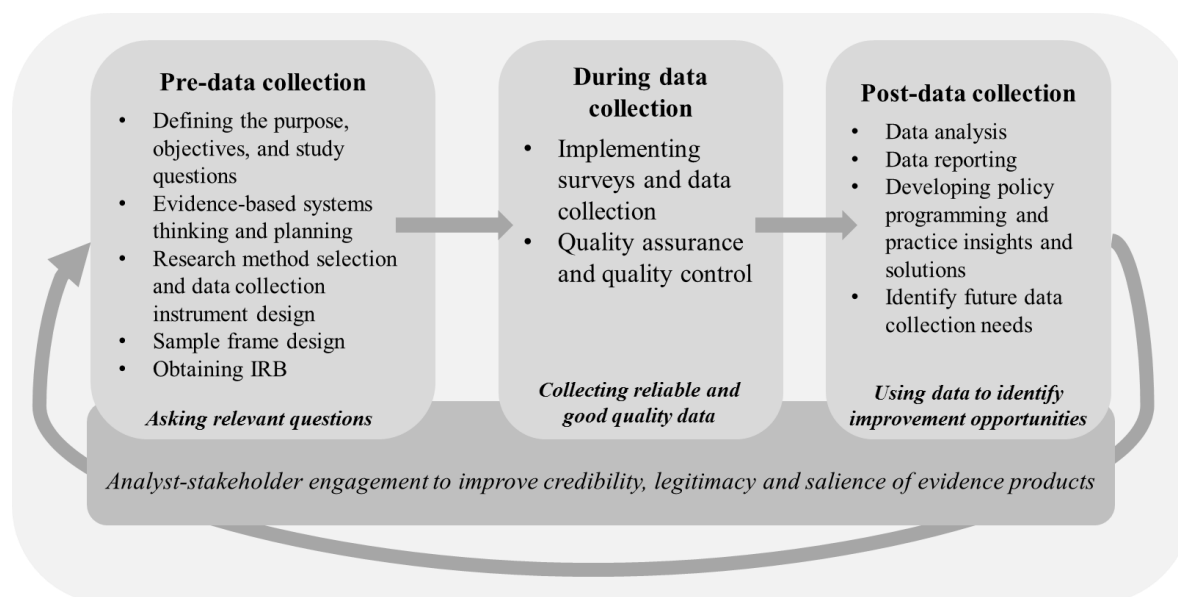 Pre-data collection
• Defining the purpose,
objectives, and study
questions
• Evidence-based systems
thinking and planning
• Research method selection
and data collection
instrument design
• Sample frame design
• Obtaining IRB
Asking relevant questions
During data
collection
• Implementing
surveys and data
collection
• Quality assurance
and quality control
Collecting reliable and
good quality data
Post-data collection
• Data analysis
• Data reporting
• Developing policy
programming and
practice insights and
solutions
• Identify future data
collection needs
Using data to identify
improvement opportunities
Analyst-stakeholder engagement to improve credibility, legitimacy and salience of evidence products